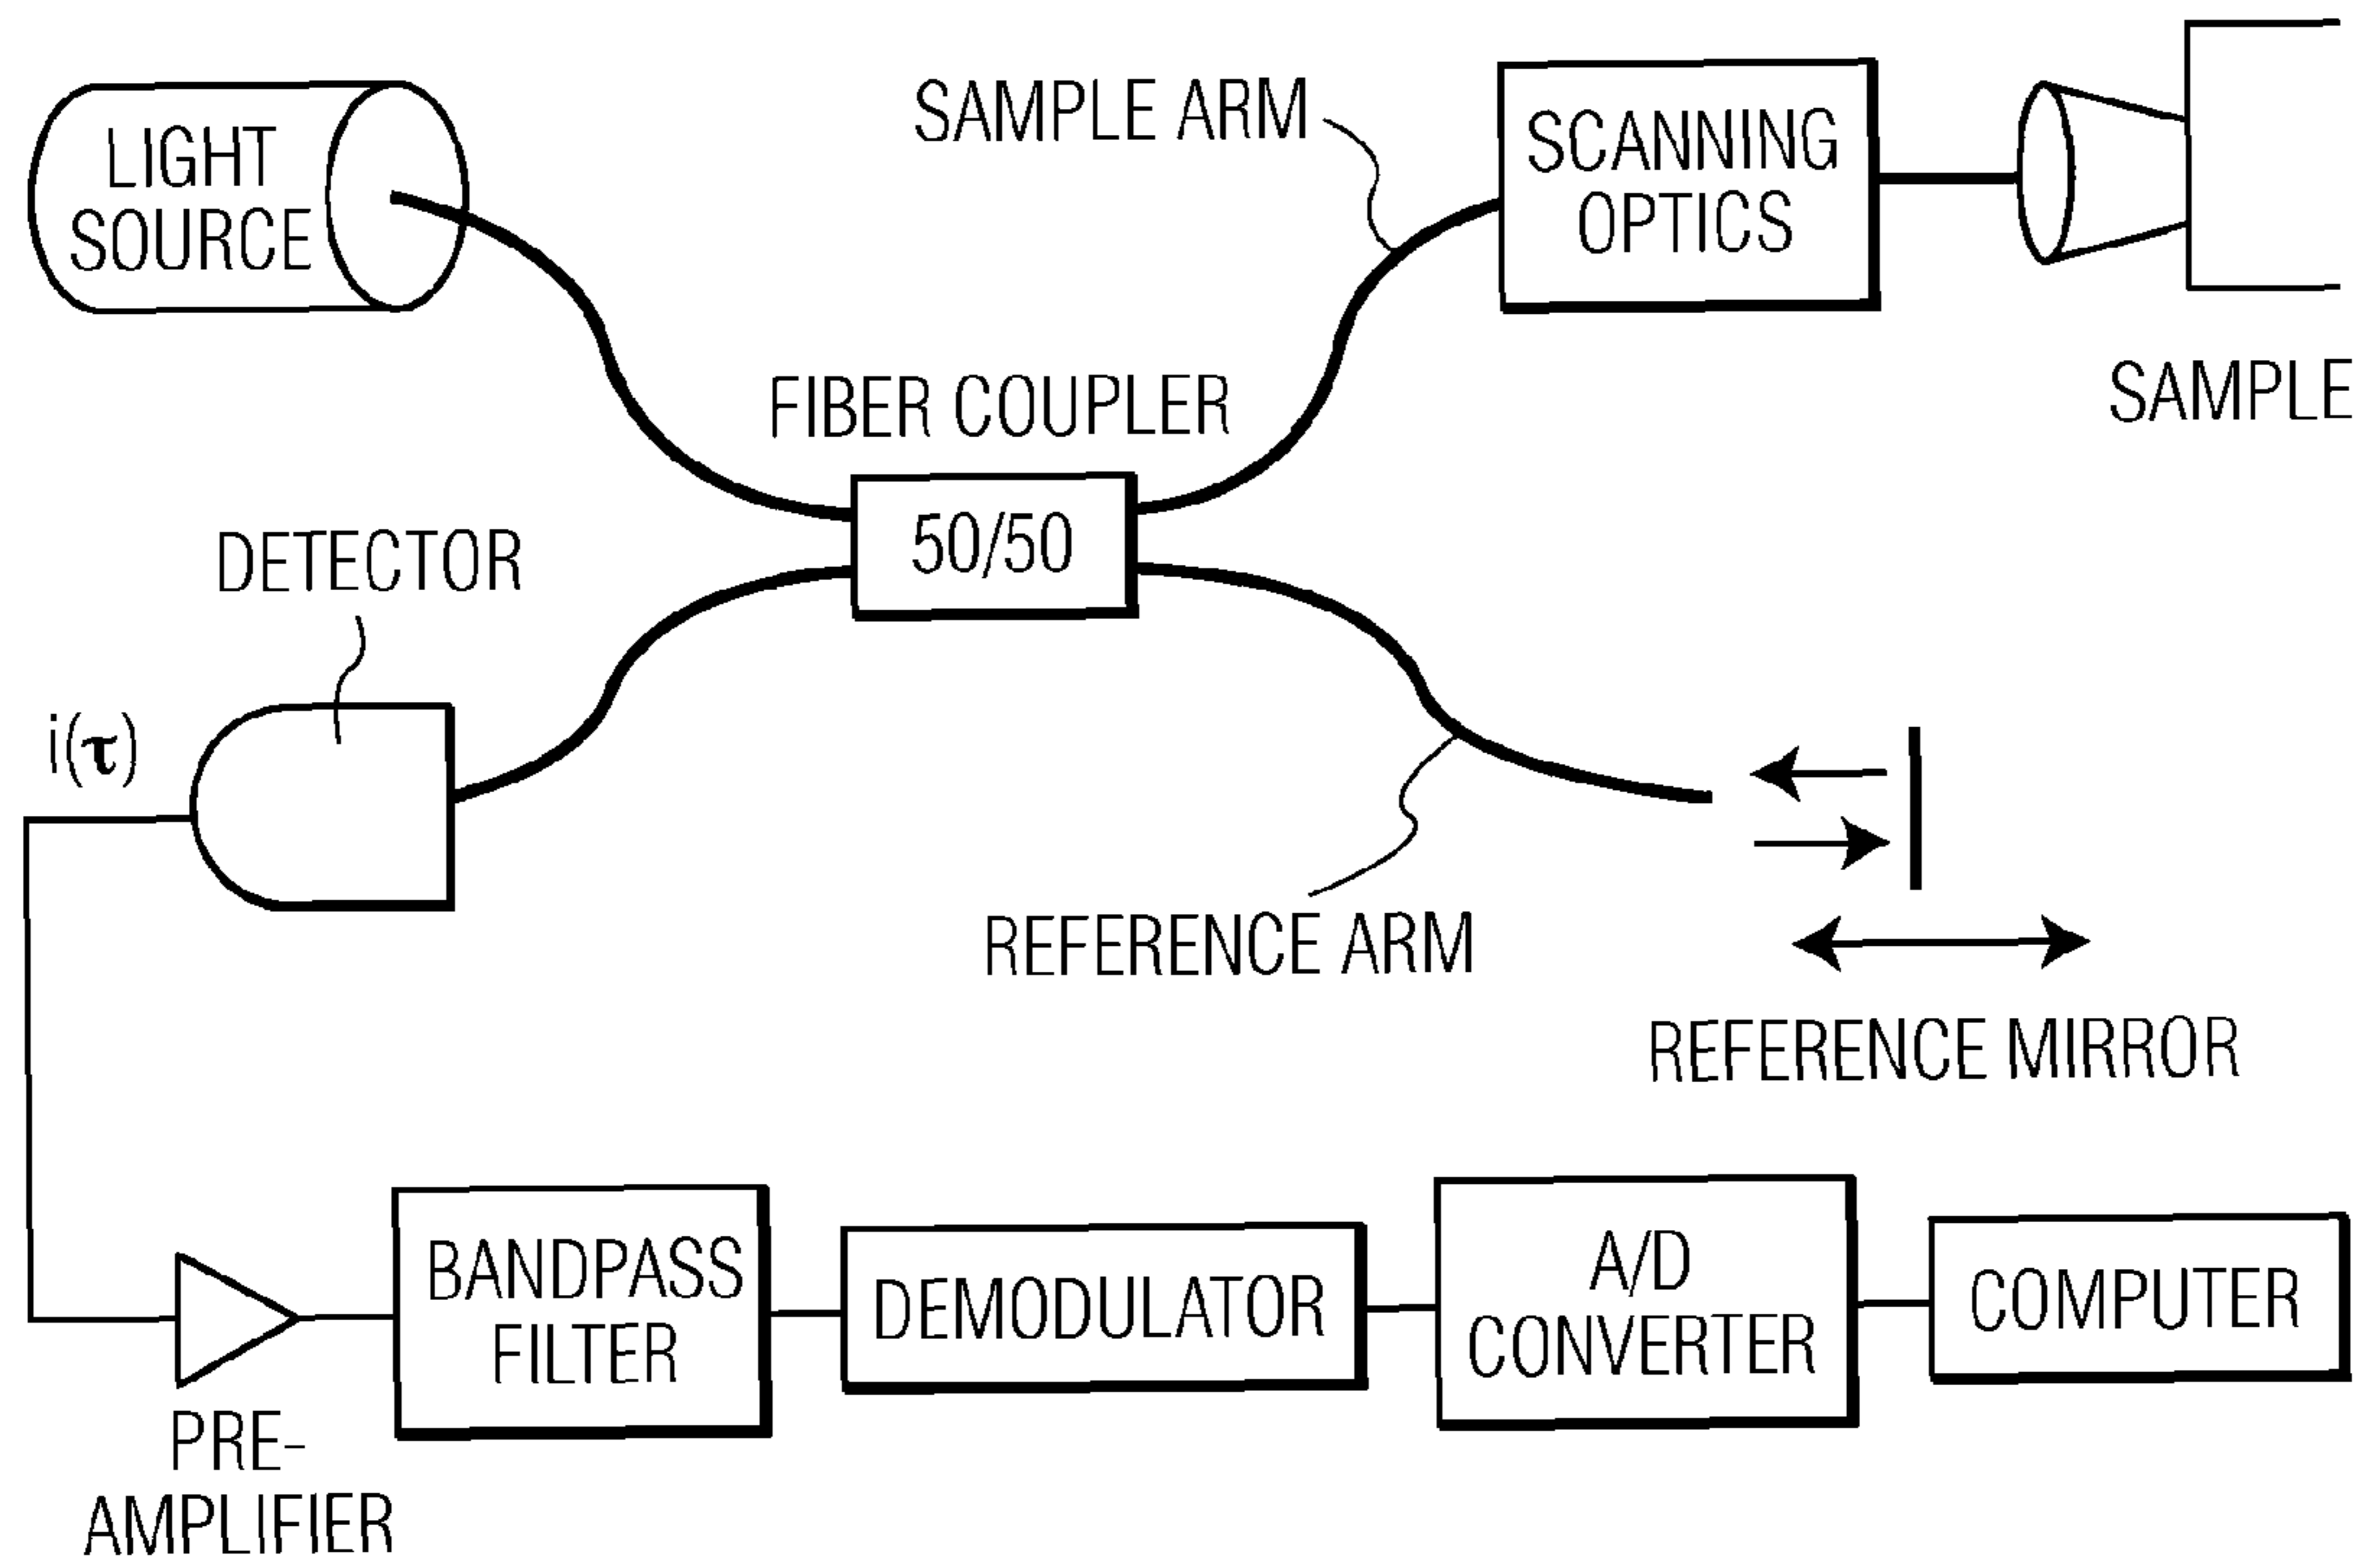 LIGHT
SOURCE
SAMPLE ARM
SCANNING
OPTICS
SAMPLE
FIBER COUPLER
50/50
DETECTOR
i(τ)
REFERENCE ARM
REFERENCE MIRROR
PRE-
AMPLIFIER
BANDPASS
FILTER
DEMODULATOR
A/D
CONVERTER
COMPUTER